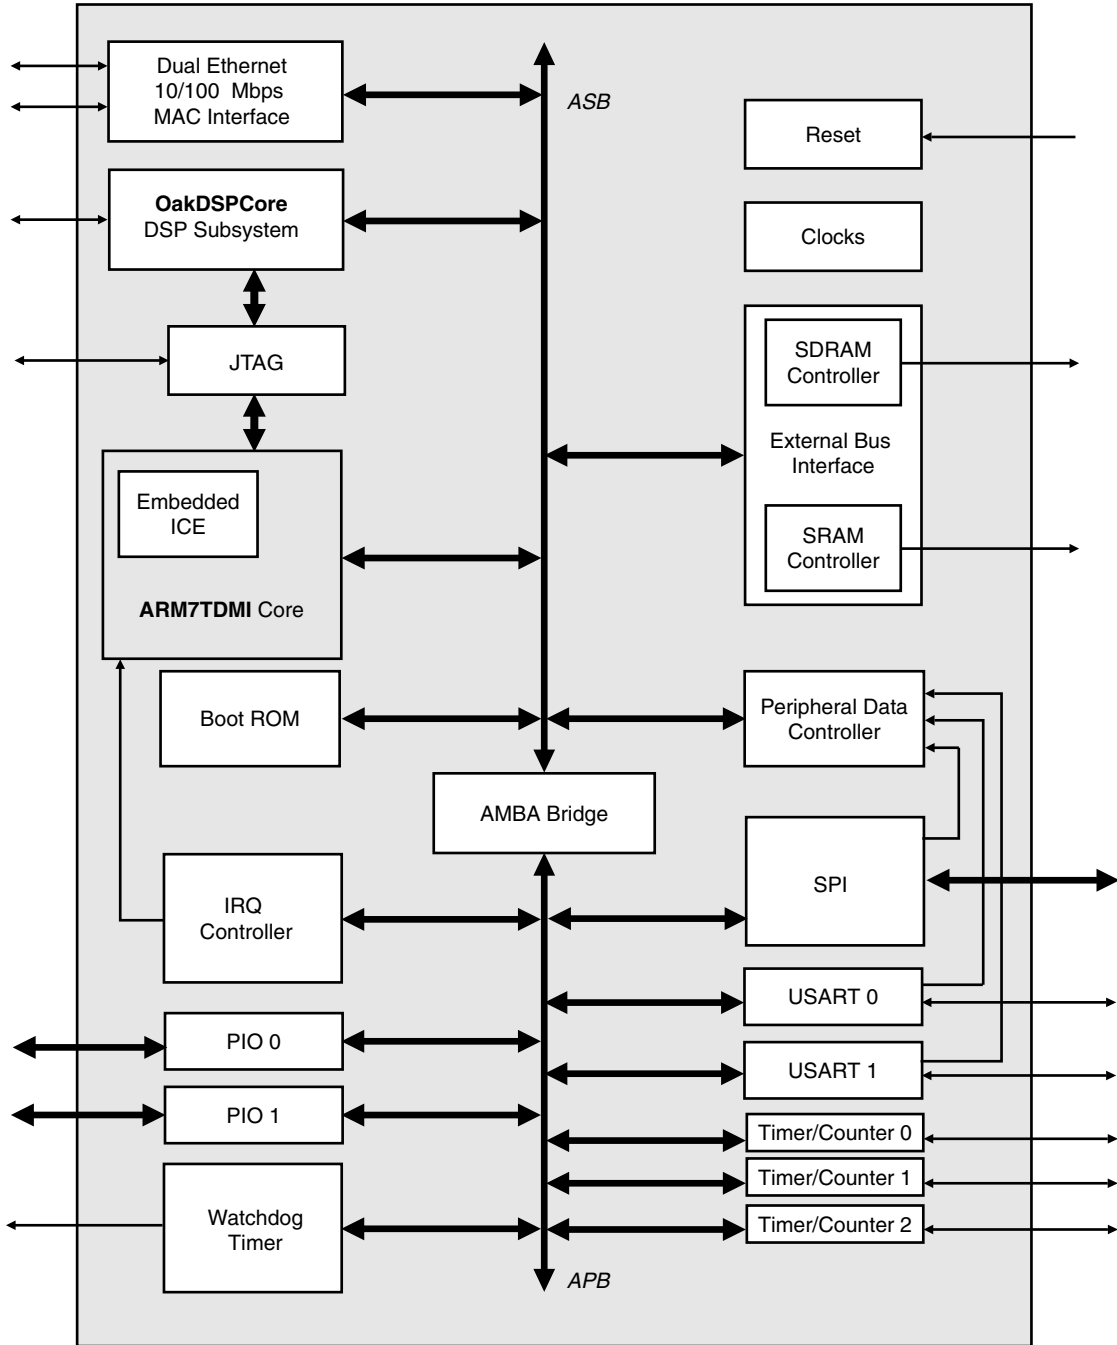 Dual Ethernet
10/100 Mbps
MAC Interface
ASB
Reset
OakDSPCore
DSP Subsystem
Clocks
JTAG
SDRAM
Controller
External Bus
Interface
SRAM
Controller
Embedded
ICE
ARM7TDMI Core
Boot ROM
Peripheral Data
Controller
AMBA Bridge
SPI
IRQ
Controller
USART 0
PIO 0
USART 1
PIO 1
Timer/Counter 0
Timer/Counter 1
Watchdog
Timer
Timer/Counter 2
APB